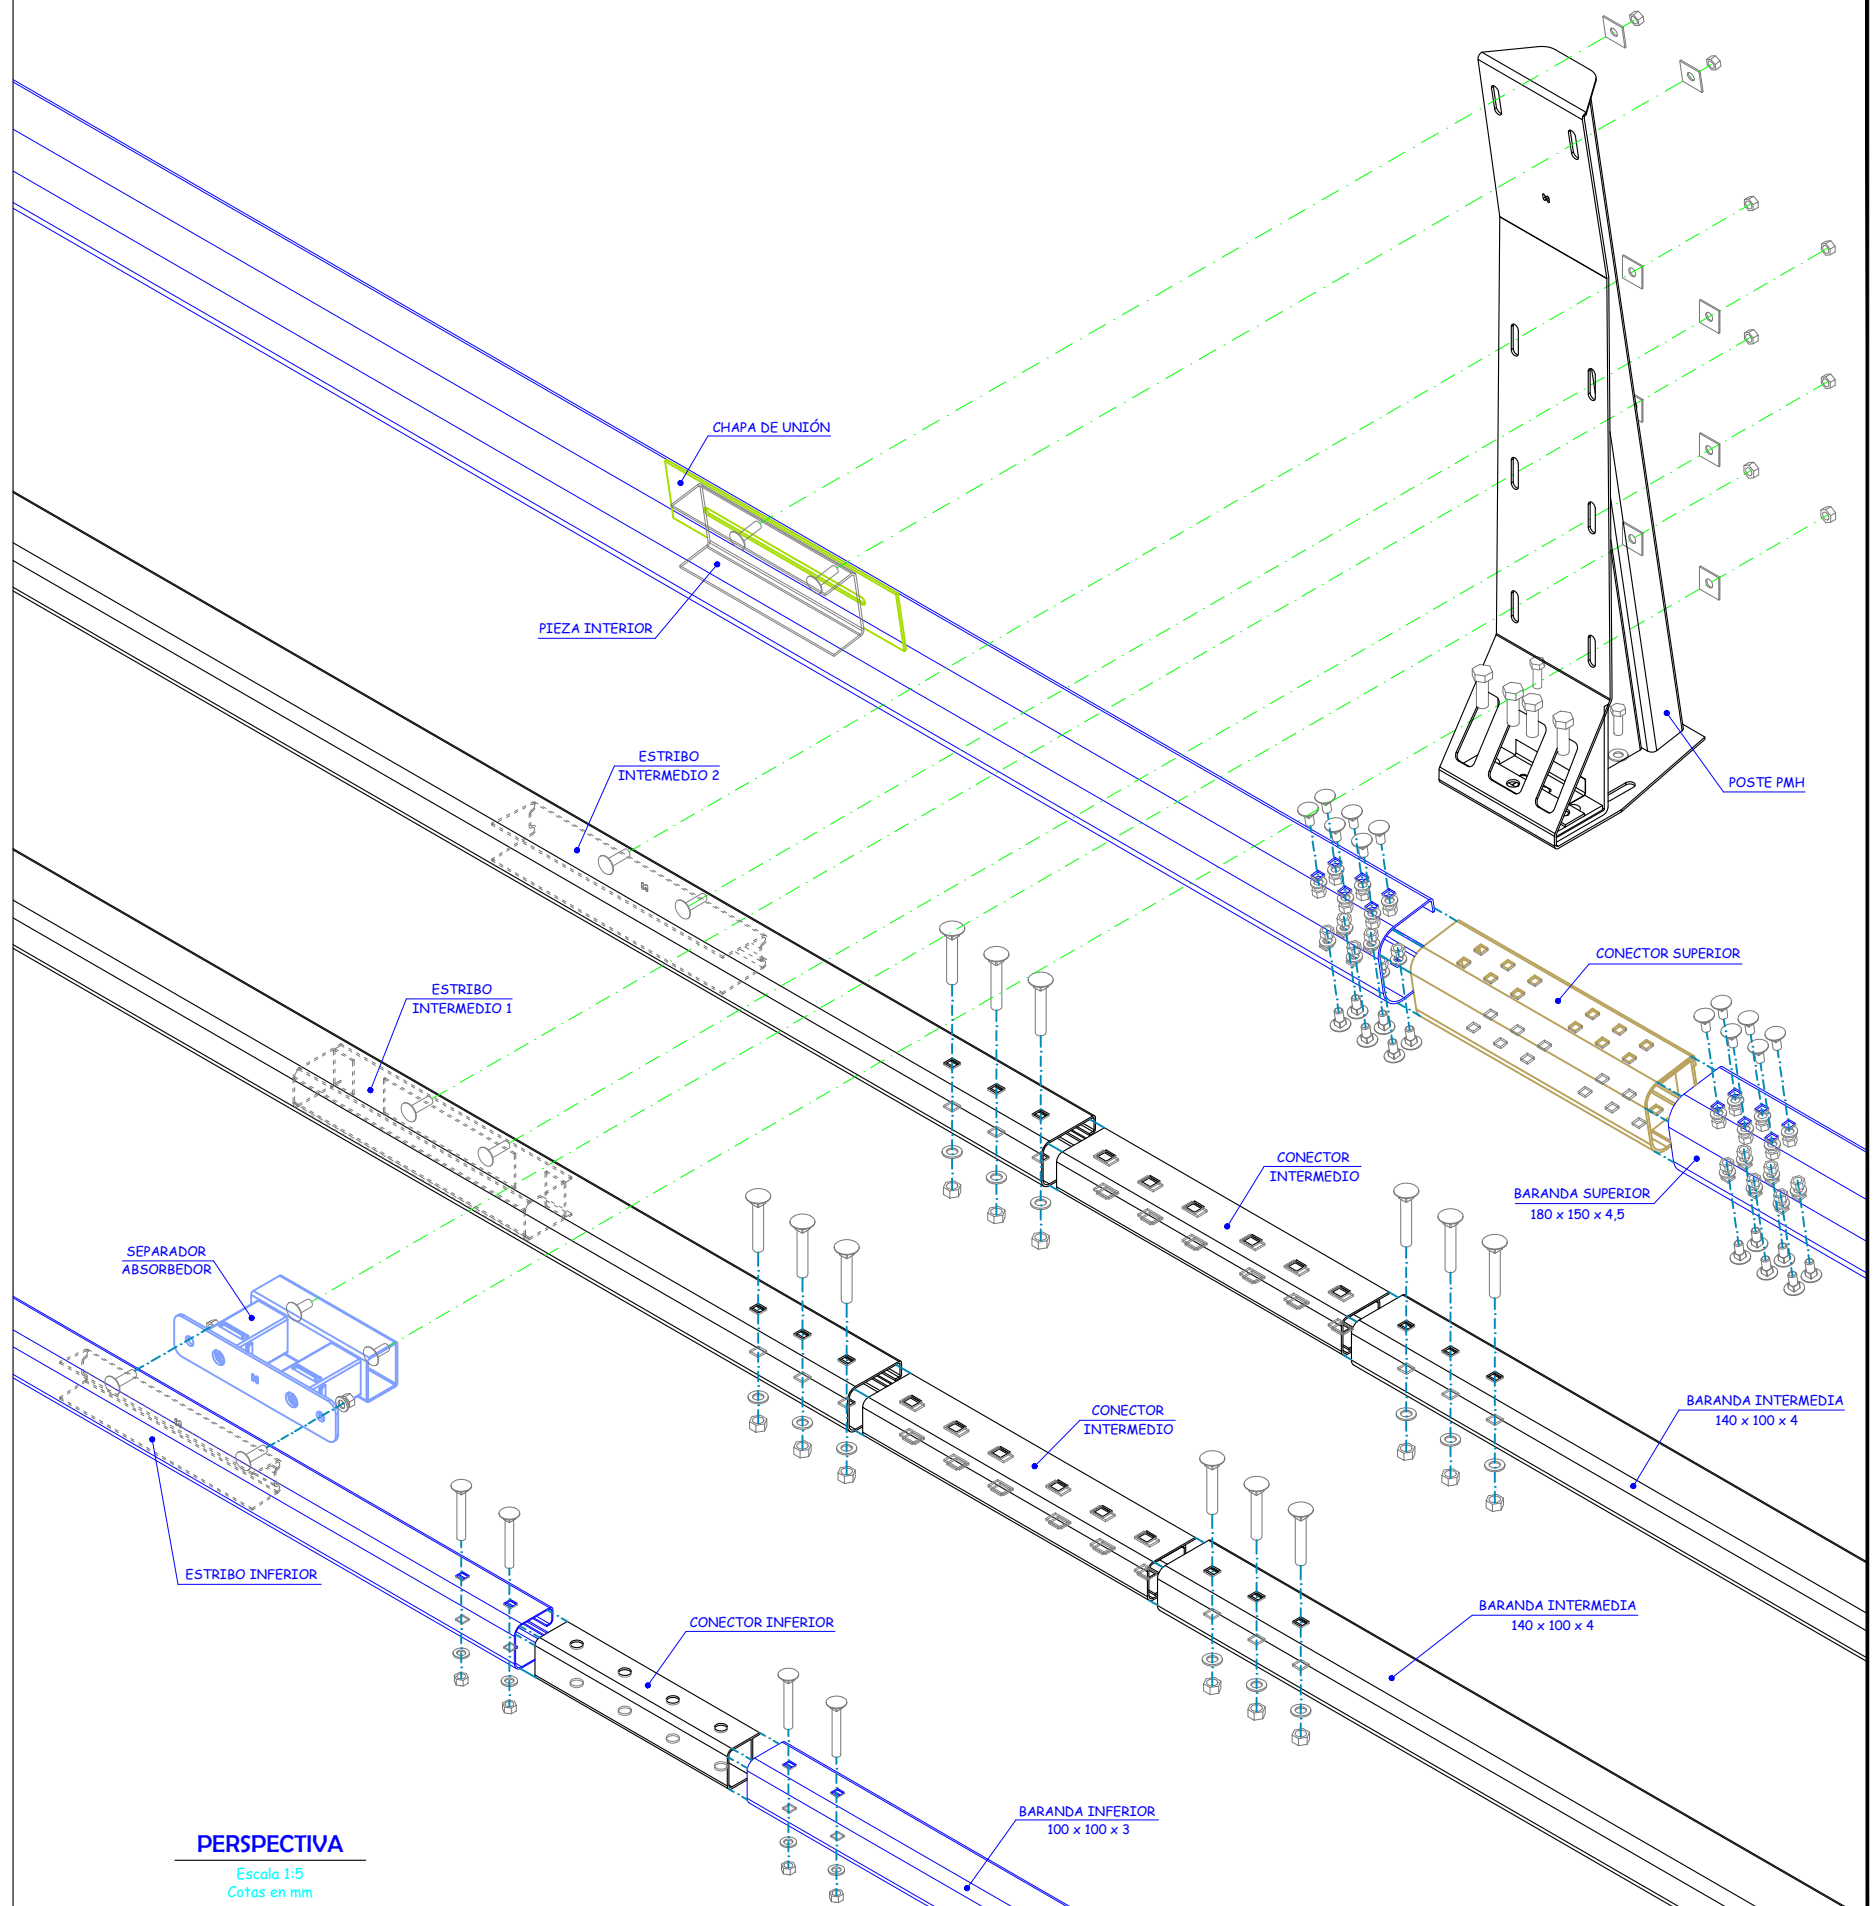 CHAPA DE UNIÓN
PIEZA INTERIOR
ESTRIBO
INTERMEDIO 2
POSTE PMH
CONECTOR SUPERIOR
ESTRIBO
INTERMEDIO 1
CONECTOR
INTERMEDIO
BARANDA SUPERIOR
180 x 150 x 4,5
SEPARADOR
ABSORBEDOR
BARANDA INTERMEDIA
140 x 100 x 4
CONECTOR
INTERMEDIO
ESTRIBO INFERIOR
BARANDA INTERMEDIA
140 x 100 x 4
CONECTOR INFERIOR
BARANDA INFERIOR
100 x 100 x 3
PERSPECTIVA
Escala 1:5
Cotas en mm